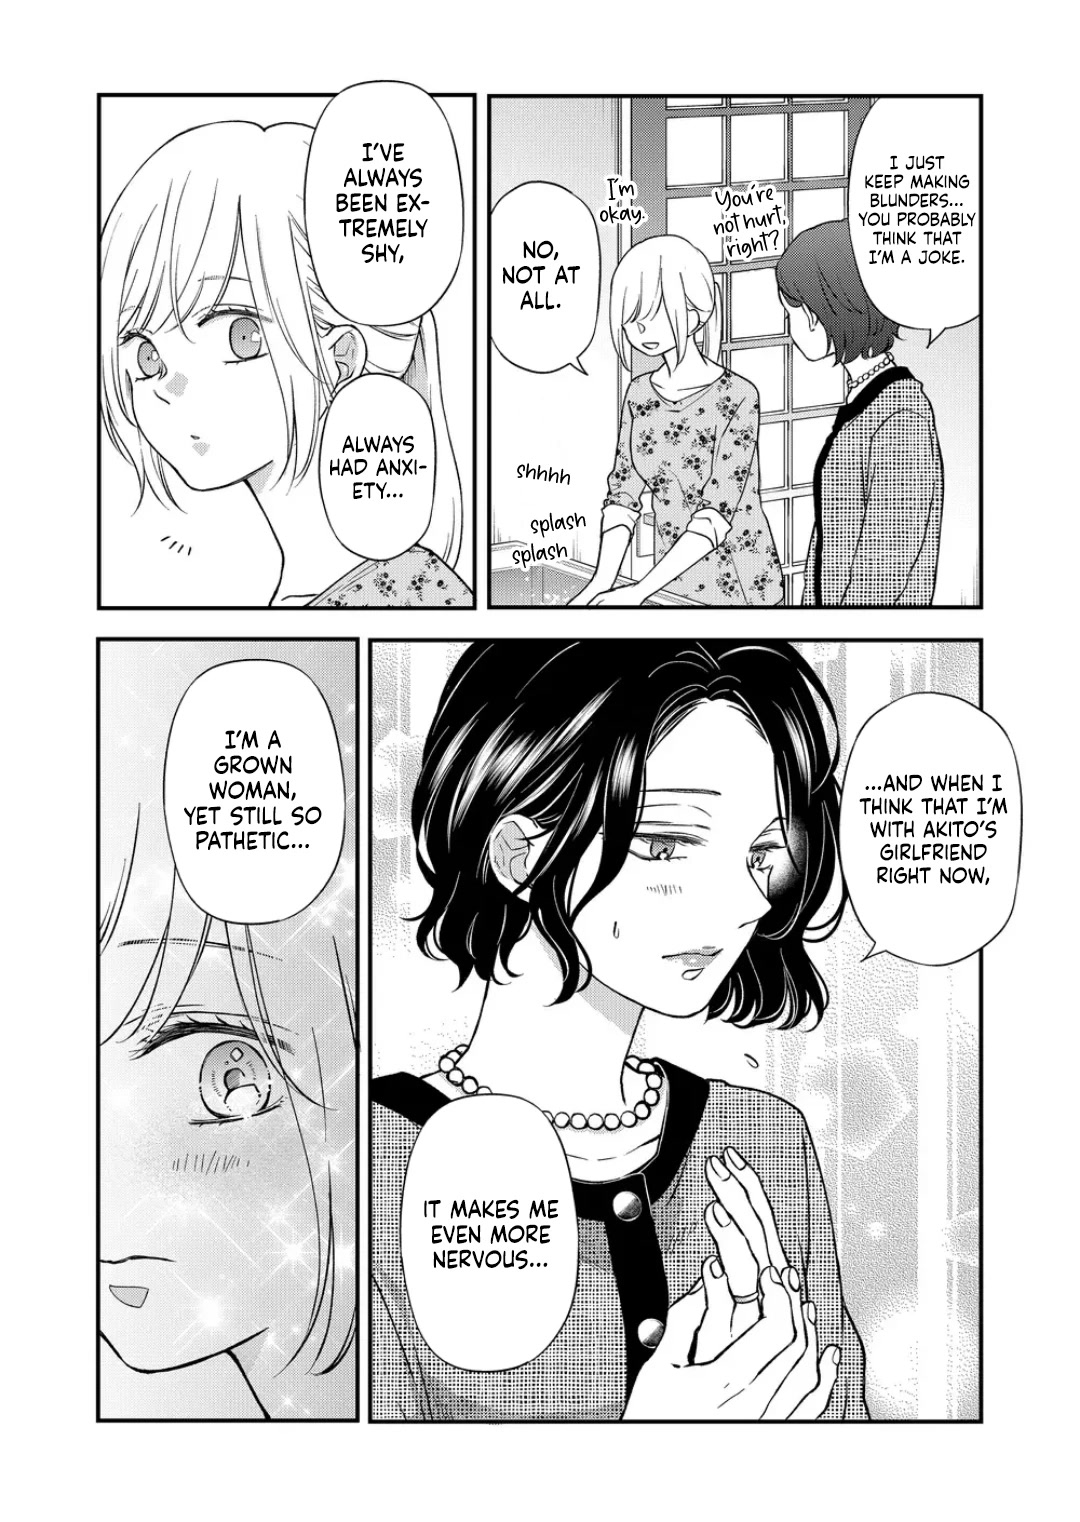 I JUST
KEEP MAKING
BLUNDERS...
YOU PROBABLY
THINK THAT
I'M A JOKE.
You're
not hurt,
right?
I'm
okay.
NO,
NOT AT
ALL.
shhhh
splash
splash
I'VE
ALWAYS
BEEN EX-
TREMELY
SHY,
ALWAYS
HAD ANXI-
ETY...
...AND WHEN I
THINK THAT I'M
WITH AKITO'S
GIRLFRIEND
RIGHT NOW,
IT MAKES ME
EVEN MORE
NERVOUS...
I'M A
GROWN
WOMAN,
YET STILL SO
PATHETIC...